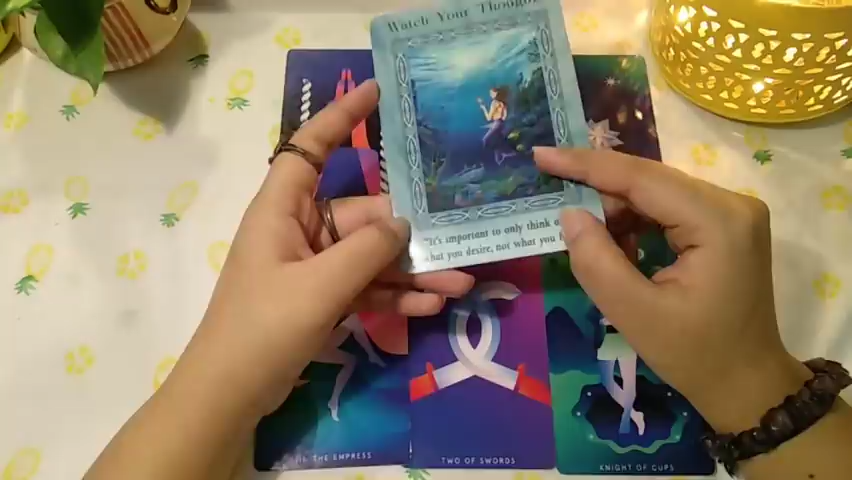 Watch Your Thoughts
"It's important to only think
what you desire, not what you
THE EMPRESS
TWO OF SWORDS
KNIGHT OF CUPS